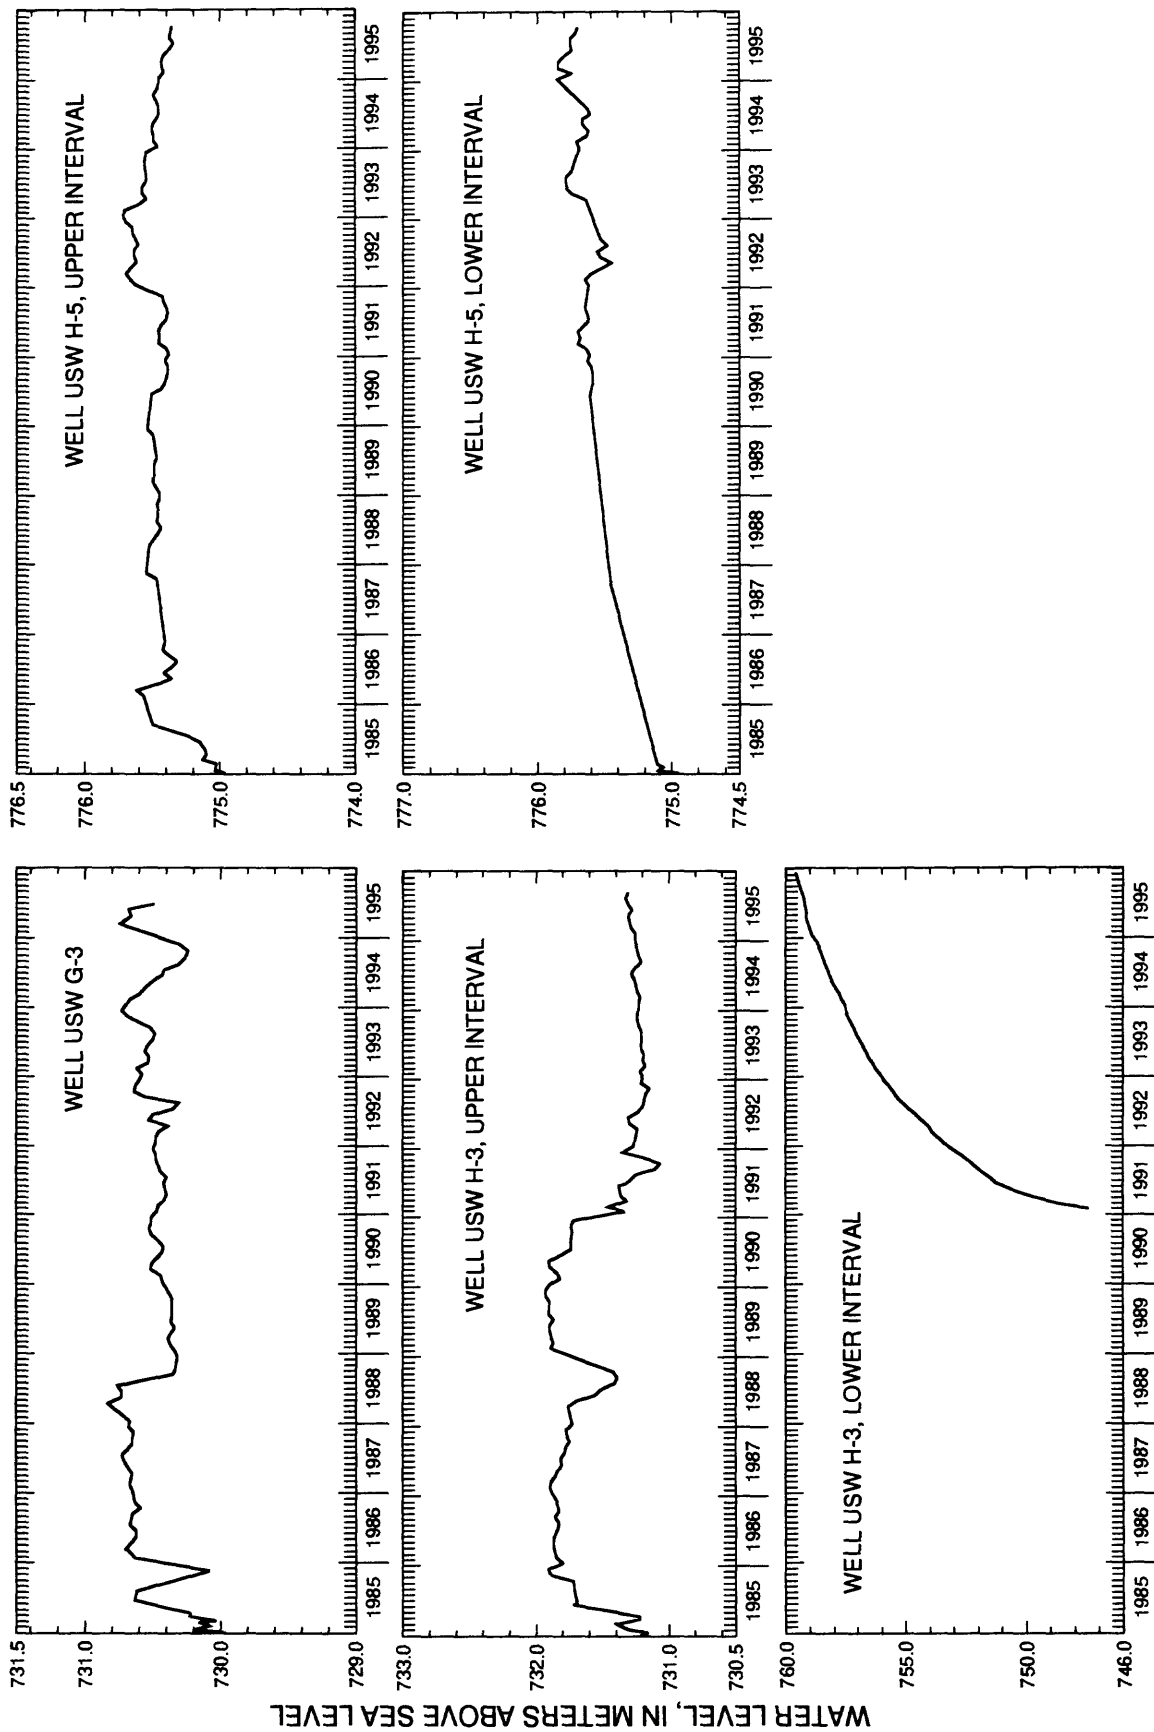 WATER LEVEL, IN METERS ABOVE SEA LEVEL
WELL USW G-3
731.5
731.0
730.0
729.0
1985 1986 1987 1988 1989 1990 1991 1992 1993 1994 1995
WELL USW H-3, UPPER INTERVAL
733.0
732.0
731.0
730.5
1985 1986 1987 1988 1989 1990 1991 1992 1993 1994 1995
WELL USW H-3, LOWER INTERVAL
760.0
755.0
750.0
746.0
1985 1986 1987 1988 1989 1990 1991 1992 1993 1994 1995
WELL USW H-5, UPPER INTERVAL
776.5
776.0
775.0
774.0
1985 1986 1987 1988 1989 1990 1991 1992 1993 1994 1995
WELL USW H-5, LOWER INTERVAL
777.0
776.0
775.0
774.5
1985 1986 1987 1988 1989 1990 1991 1992 1993 1994 1995